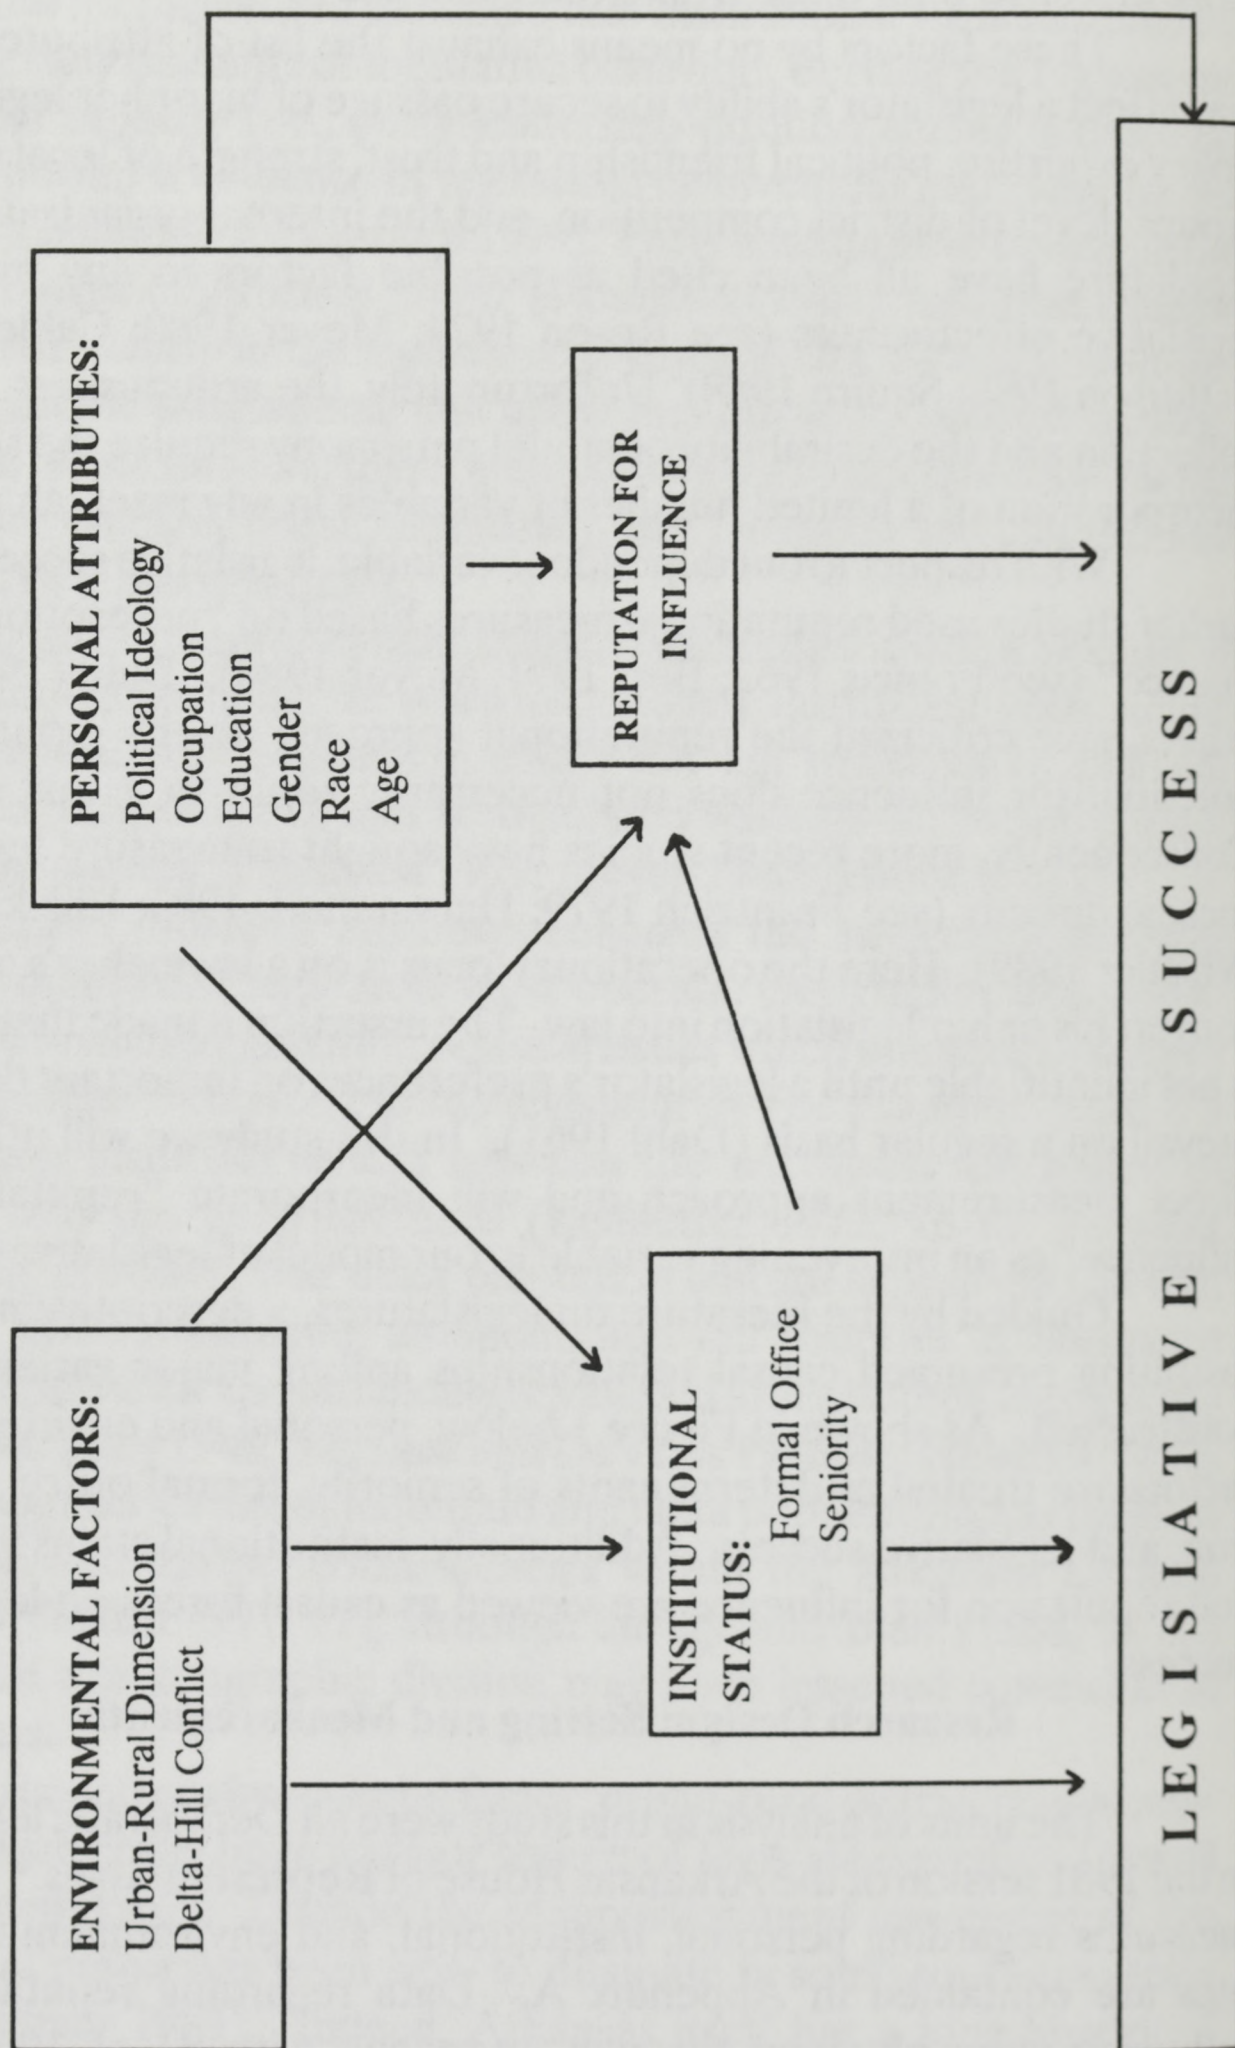 ENVIRONMENTAL FACTORS:
Urban-Rural Dimension
Delta-Hill Conflict
PERSONAL ATTRIBUTES:
Political Ideology
Occupation
Education
Gender
Race
Age
INSTITUTIONAL
STATUS:
Formal Office
Seniority
REPUTATION FOR
INFLUENCE
LEGISLATIVE SUCCESS